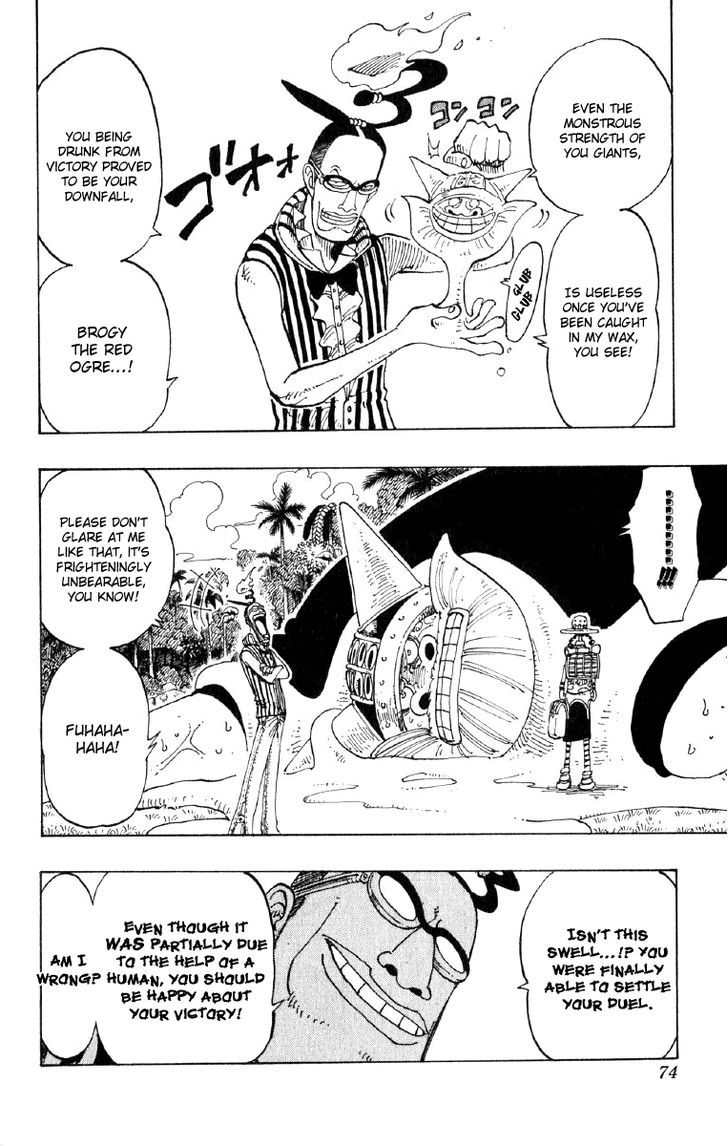 EVEN THE
MONSTROUS
STRENGTH OF
YOU GIANTS,
コンコン
IS USELESS
ONCE YOU'VE
BEEN CAUGHT
IN MY WAX,
YOU SEE!
GLUB
GLUB
ゴオォ
YOU BEING
DRUNK FROM
VICTORY PROVED
TO BE YOUR
DOWNFALL,
BROGY
THE RED
OGRE...!
........!!!
PLEASE DON'T
GLARE AT ME
LIKE THAT, IT'S
FRIGHTENINGLY
UNBEARABLE,
YOU KNOW!
FUHAHA-
HAHA!
ISN'T THIS
SWELL...!? YOU
WERE FINALLY
ABLE TO SETTLE
YOUR DUEL.
EVEN THOUGH IT
WAS PARTIALLY DUE
TO THE HELP OF A
HUMAN, YOU SHOULD
BE HAPPY ABOUT
YOUR VICTORY!
AM I
WRONG?
74